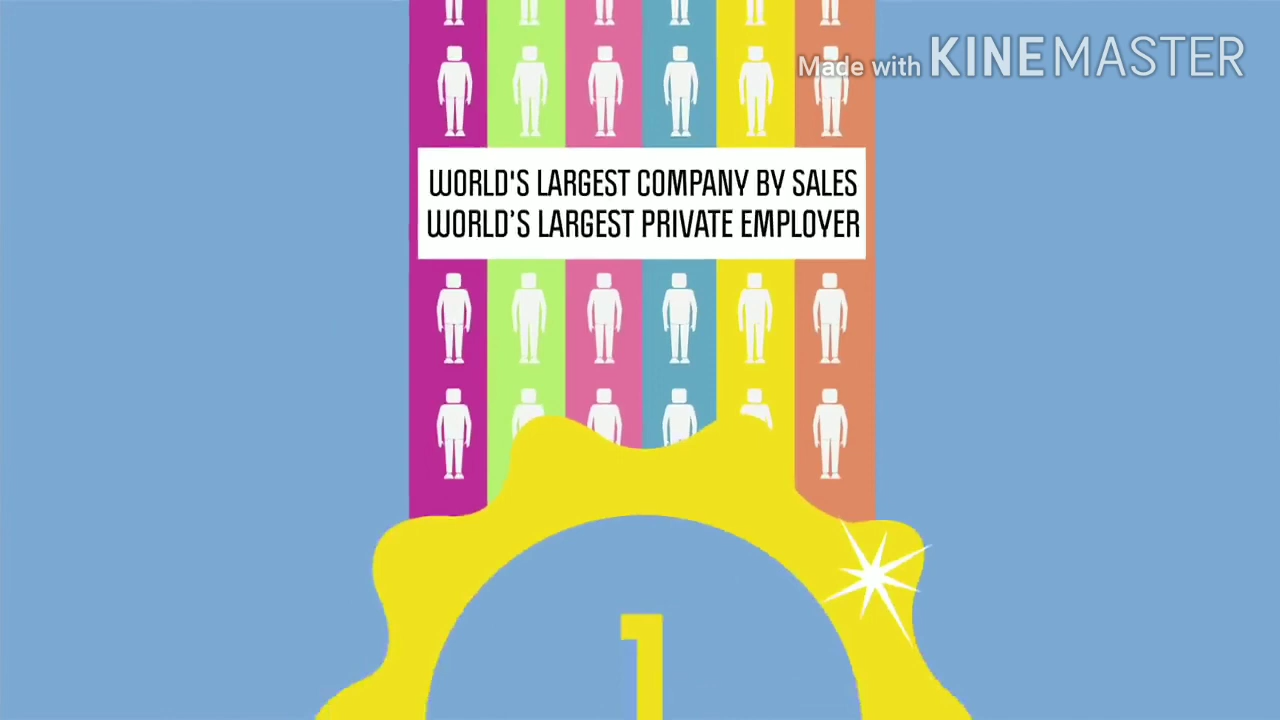 Made with KINEMASTER
WORLD'S LARGEST COMPANY BY SALES
WORLD’S LARGEST PRIVATE EMPLOYER
1